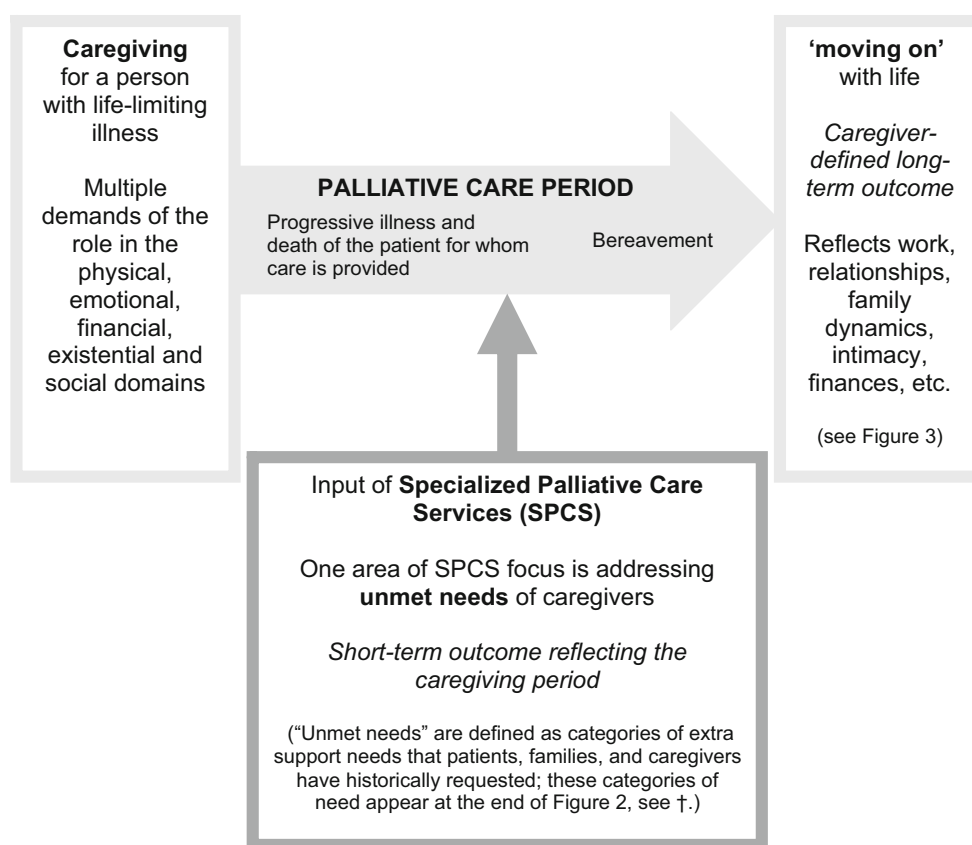 Caregiving
for a person
with life-limiting
illness
Multiple
demands of the
role in the
physical,
emotional,
financial,
existential and
social domains
PALLIATIVE CARE PERIOD
Progressive illness and
death of the patient for whom
care is provided
Bereavement
‘moving on’
with life
Caregiver-
defined long-
term outcome
Reflects work,
relationships,
family
dynamics,
intimacy,
finances, etc.
(see Figure 3)
Input of Specialized Palliative Care
Services (SPCS)
One area of SPCS focus is addressing
unmet needs of caregivers
Short-term outcome reflecting the
caregiving period
(“Unmet needs” are defined as categories of extra
support needs that patients, families, and caregivers
have historically requested; these categories of
need appear at the end of Figure 2, see †.)